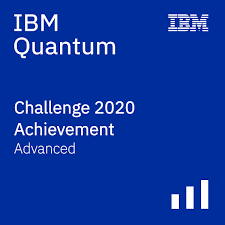 IBM
Quantum
IBM
Challenge 2020
Achievement
Advanced